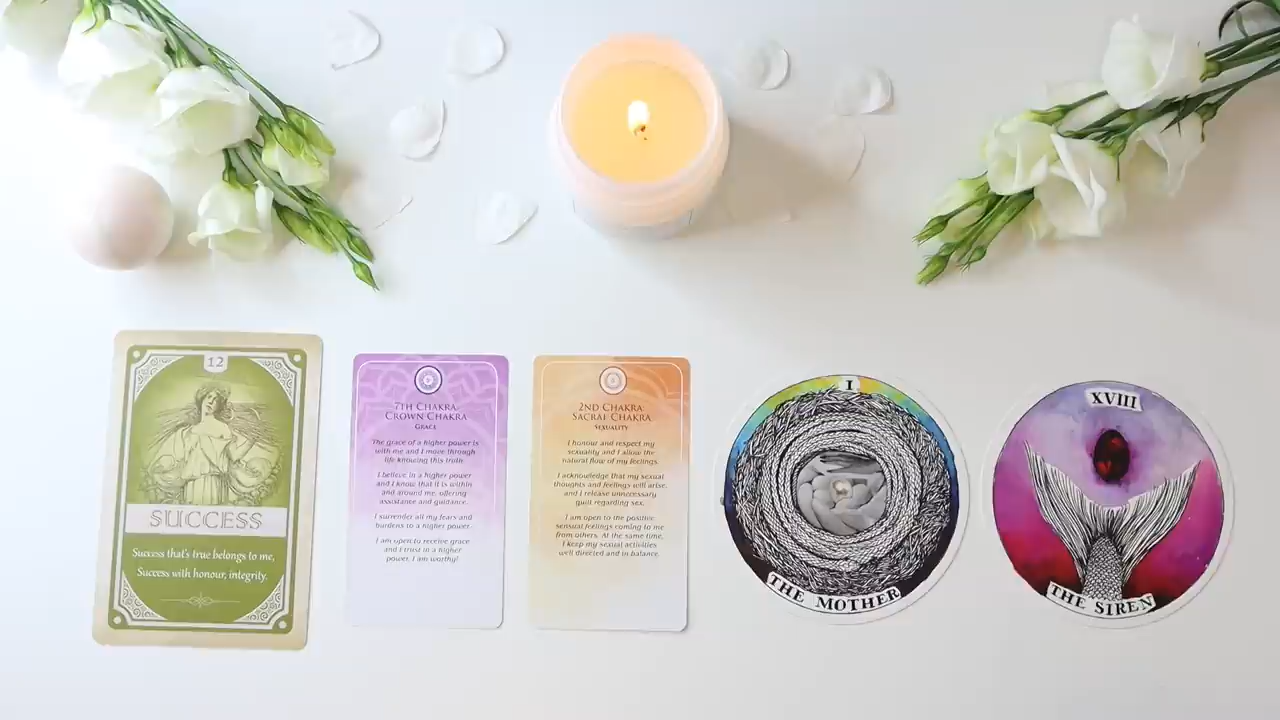 12
SUCCESS
Success that's true belongs to me,
Success with honour, integrity.
7TH CHAKRA:
CROWN CHAKRA
GRACE
The grace of a higher power is
with me and I move through
life knowing this truth.
I believe in a higher power
and I know that it is within
and around me, offering
assistance and guidance.
I surrender all my fears and
burdens to a higher power.
I am open to receive grace
and I trust in a higher
power. I am worthy!
2ND CHAKRA:
SACRAL CHAKRA
SEXUALITY
I honour and respect my
sexuality and I allow the
natural flow of my feelings.
I acknowledge that my sexual
thoughts and feelings will arise,
and I release unnecessary
guilt regarding sex.
I am open to the positive
sensual feelings coming to me
from others. At the same time,
I keep my sexual activities
well directed and in balance.
I
THE MOTHER
XVIII
THE SIREN